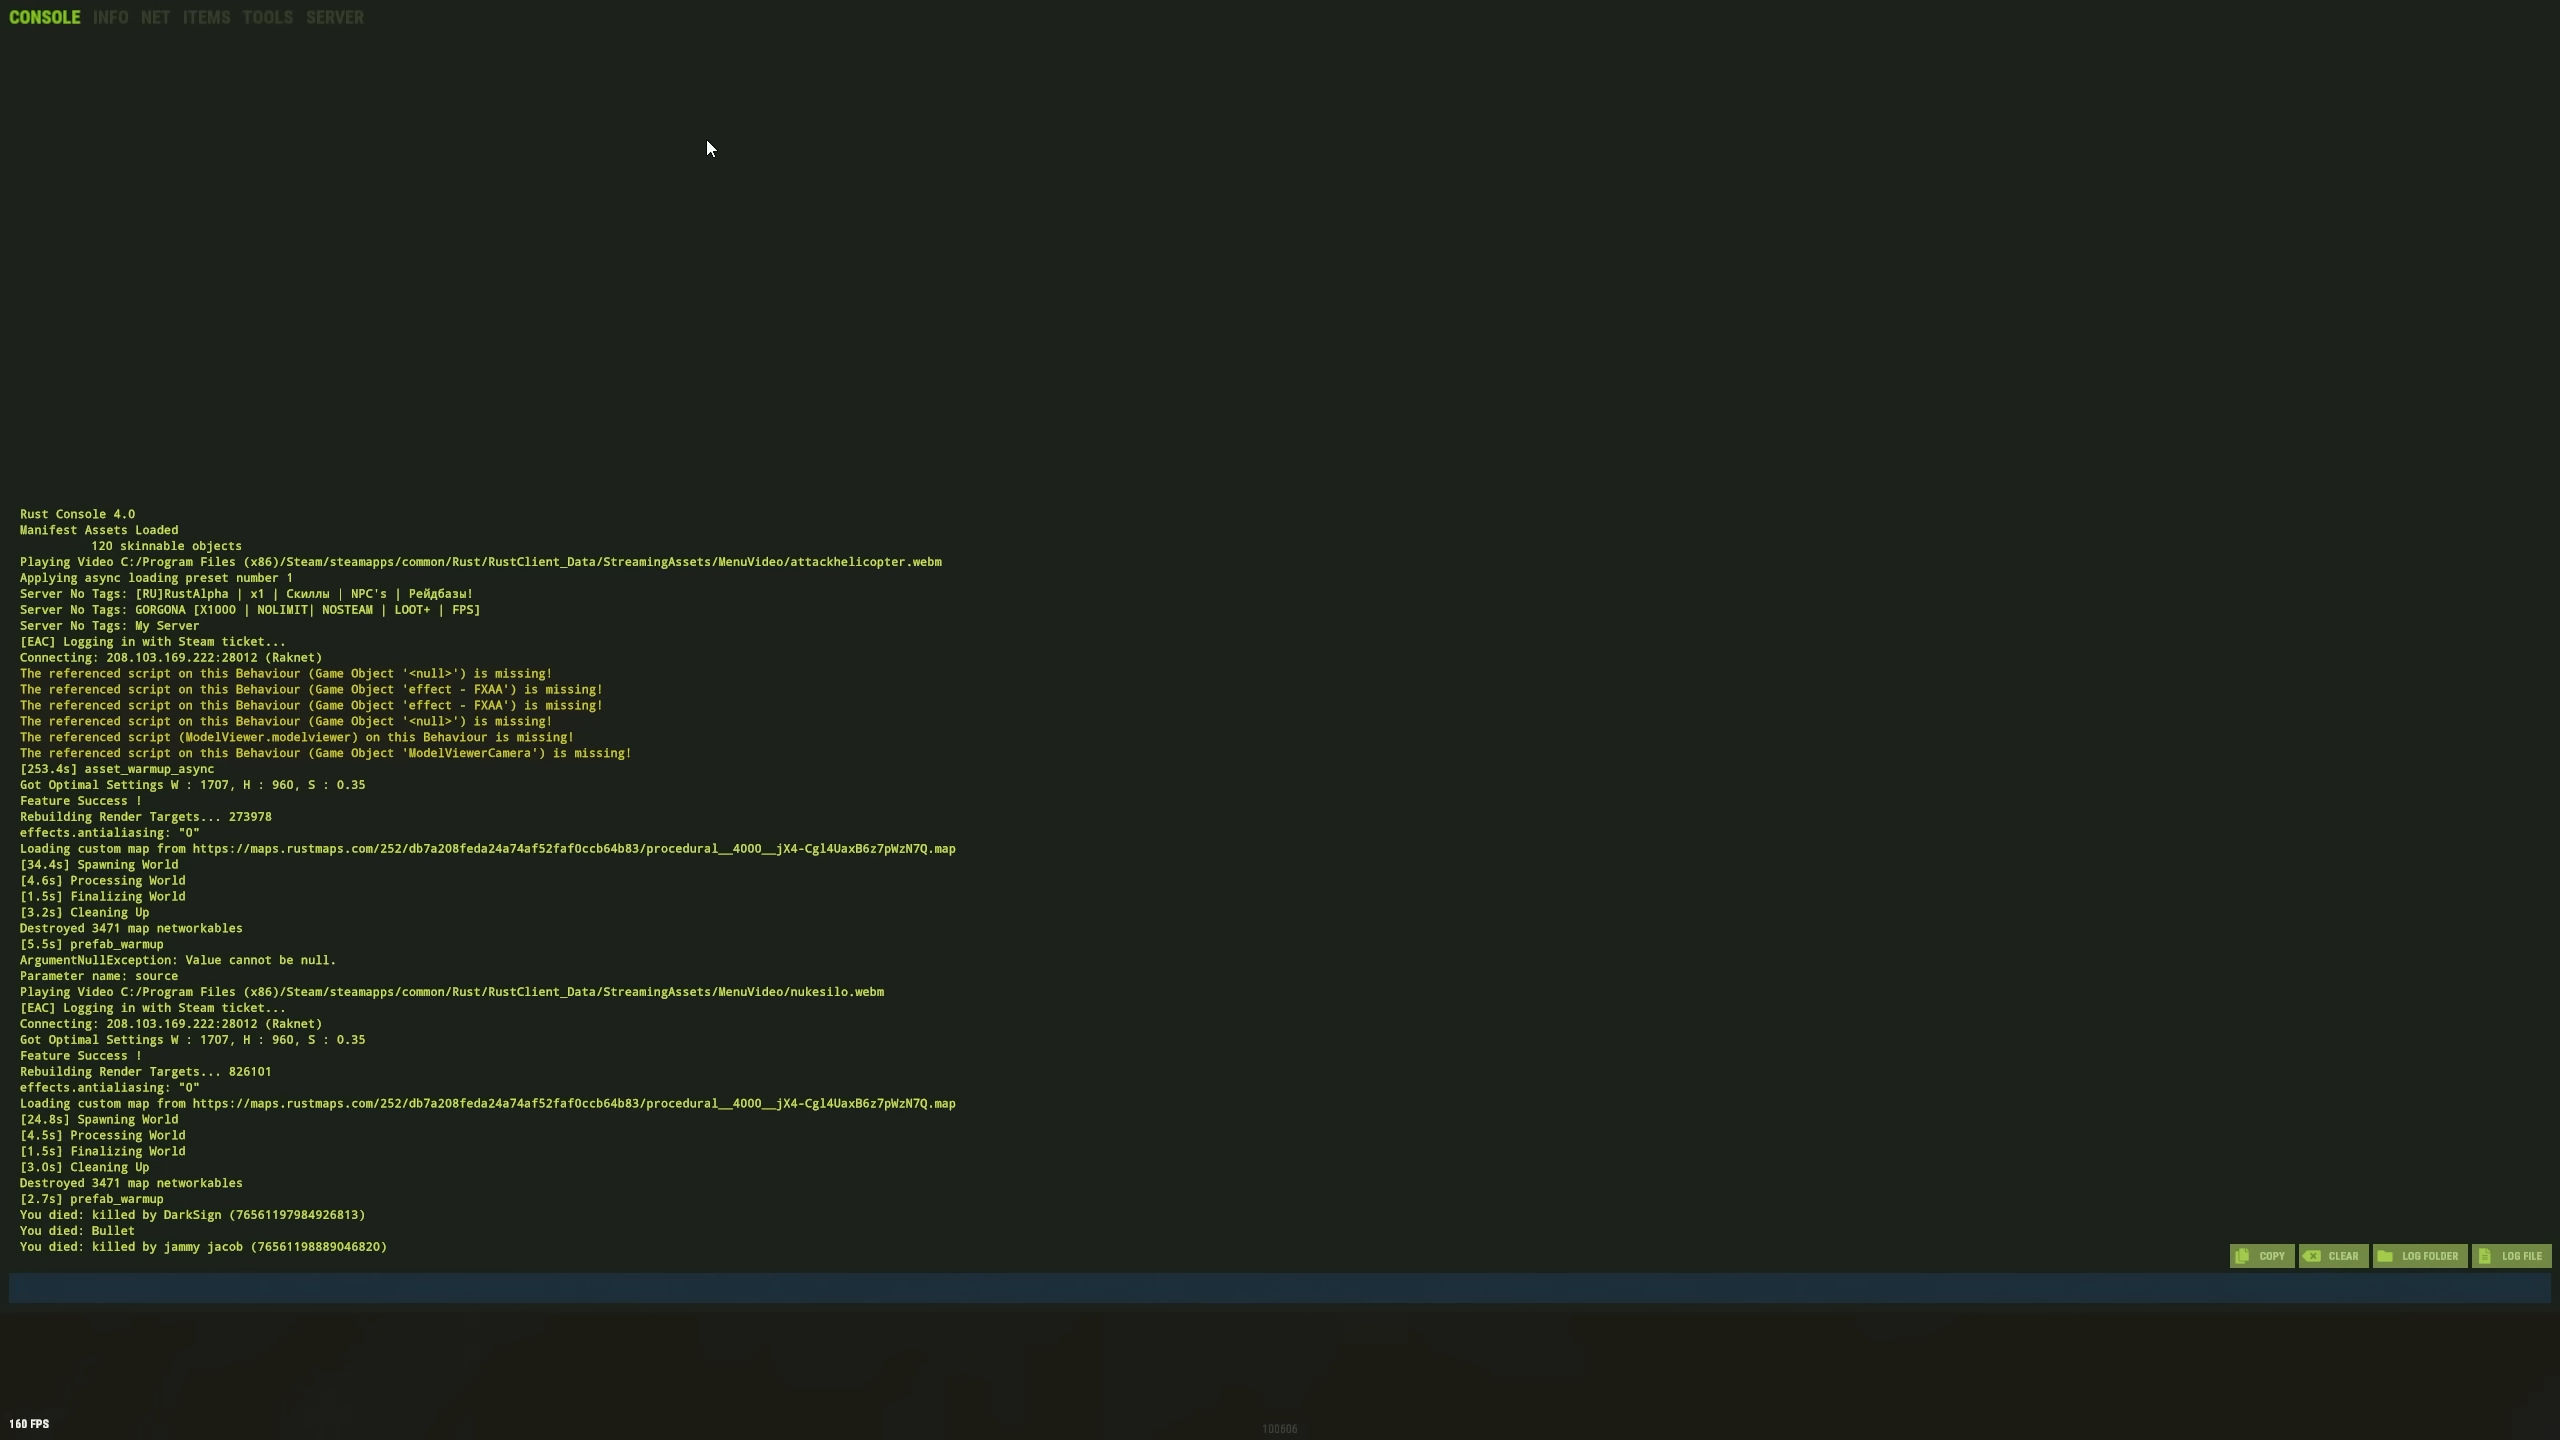 CONSOLE INFO NET ITEMS TOOLS SERVER
Rust Console 4.0
Manifest Assets Loaded
120 skinnable objects
Playing Video C:/Program Files (x86)/Steam/steamapps/common/Rust/RustClient_Data/StreamingAssets/MenuVideo/attackhelicopter.webm
Applying async loading preset number 1
Server No Tags: [RU]RustAlpha | x1 | Скиллы | NPC's | Рейдбазы!
Server No Tags: GORGONA [X1000 | NOLIMIT| NOSTEAM | LOOT+ | FPS]
Server No Tags: My Server
[EAC] Logging in with Steam ticket...
Connecting: 208.103.169.222:28012 (Raknet)
The referenced script on this Behaviour (Game Object '<null>') is missing!
The referenced script on this Behaviour (Game Object 'effect - FXAA') is missing!
The referenced script on this Behaviour (Game Object 'effect - FXAA') is missing!
The referenced script on this Behaviour (Game Object '<null>') is missing!
The referenced script (ModelViewer.modelviewer) on this Behaviour is missing!
The referenced script on this Behaviour (Game Object 'ModelViewerCamera') is missing!
[253.4s] asset_warmup_async
Got Optimal Settings W : 1707, H : 960, S : 0.35
Feature Success !
Rebuilding Render Targets... 273978
effects.antialiasing: "0"
Loading custom map from https://maps.rustmaps.com/252/db7a208feda24a74af52faf0ccb64b83/procedural__4000__jX4-Cgl4UaxB6z7pWzN7Q.map
[34.4s] Spawning World
[4.6s] Processing World
[1.5s] Finalizing World
[3.2s] Cleaning Up
Destroyed 3471 map networkables
[5.5s] prefab_warmup
ArgumentNullException: Value cannot be null.
Parameter name: source
Playing Video C:/Program Files (x86)/Steam/steamapps/common/Rust/RustClient_Data/StreamingAssets/MenuVideo/nukesilo.webm
[EAC] Logging in with Steam ticket...
Connecting: 208.103.169.222:28012 (Raknet)
Got Optimal Settings W : 1707, H : 960, S : 0.35
Feature Success !
Rebuilding Render Targets... 826101
effects.antialiasing: "0"
Loading custom map from https://maps.rustmaps.com/252/db7a208feda24a74af52faf0ccb64b83/procedural__4000__jX4-Cgl4UaxB6z7pWzN7Q.map
[24.8s] Spawning World
[4.5s] Processing World
[1.5s] Finalizing World
[3.0s] Cleaning Up
Destroyed 3471 map networkables
[2.7s] prefab_warmup
You died: killed by DarkSign (76561197984926813)
You died: Bullet
You died: killed by jammy jacob (76561198889046820)
COPY CLEAR LOG FOLDER LOG FILE
160 FPS
100606